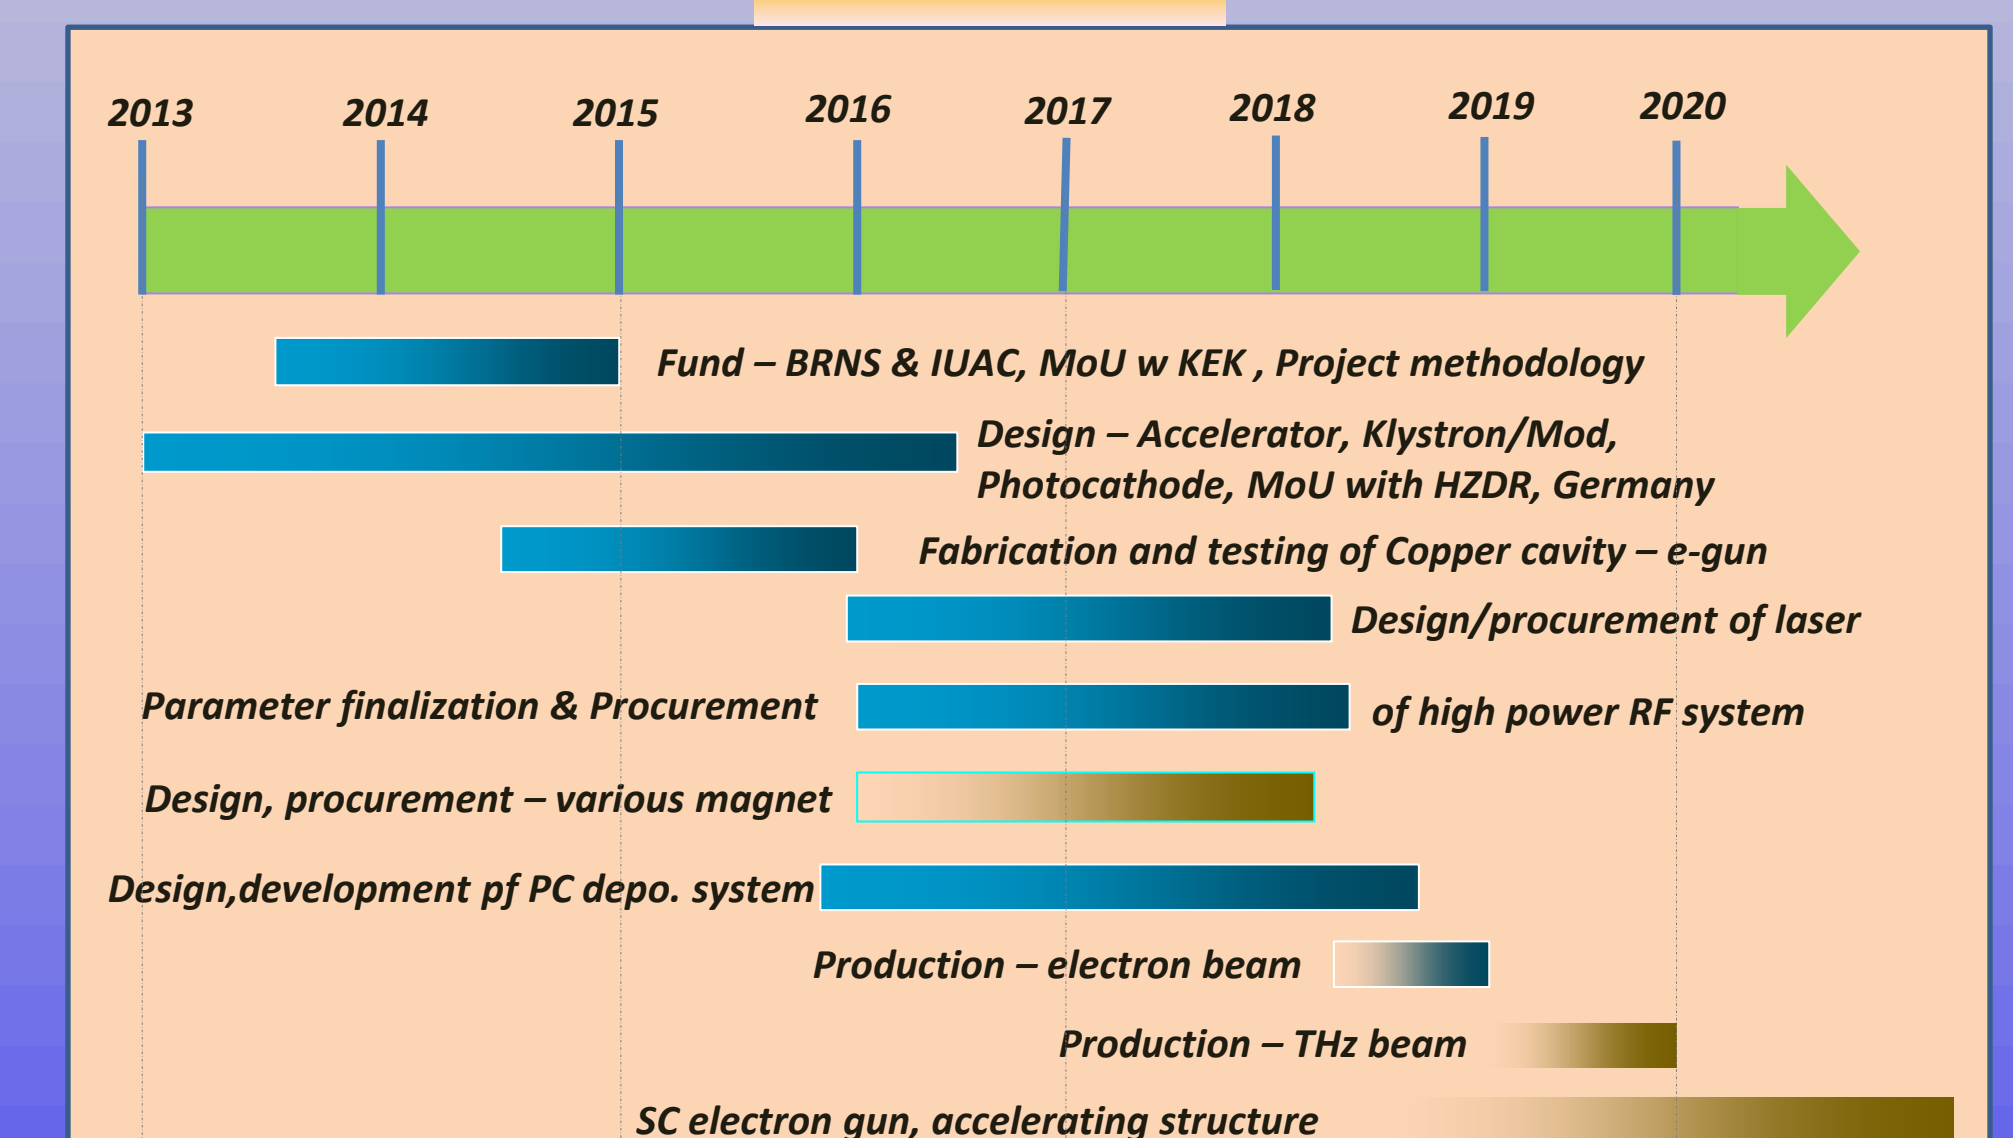 2013 2014 2015 2016 2017 2018 2019 2020
Fund – BRNS & IUAC, MoU w KEK , Project methodology
Design – Accelerator, Klystron/Mod,
Photocathode, MoU with HZDR, Germany
Fabrication and testing of Copper cavity – e-gun
Design/procurement of laser
Parameter finalization & Procurement of high power RF system
Design, procurement – various magnet
Design,development pf PC depo. system
Production – electron beam
Production – THz beam
SC electron gun, accelerating structure